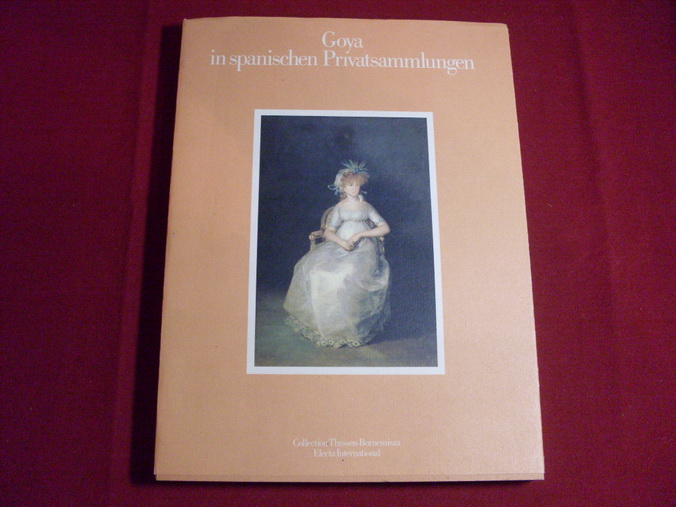 Goya
in spanischen Privatsammlungen
Collection Thyssen-Bornemisza
Electa International